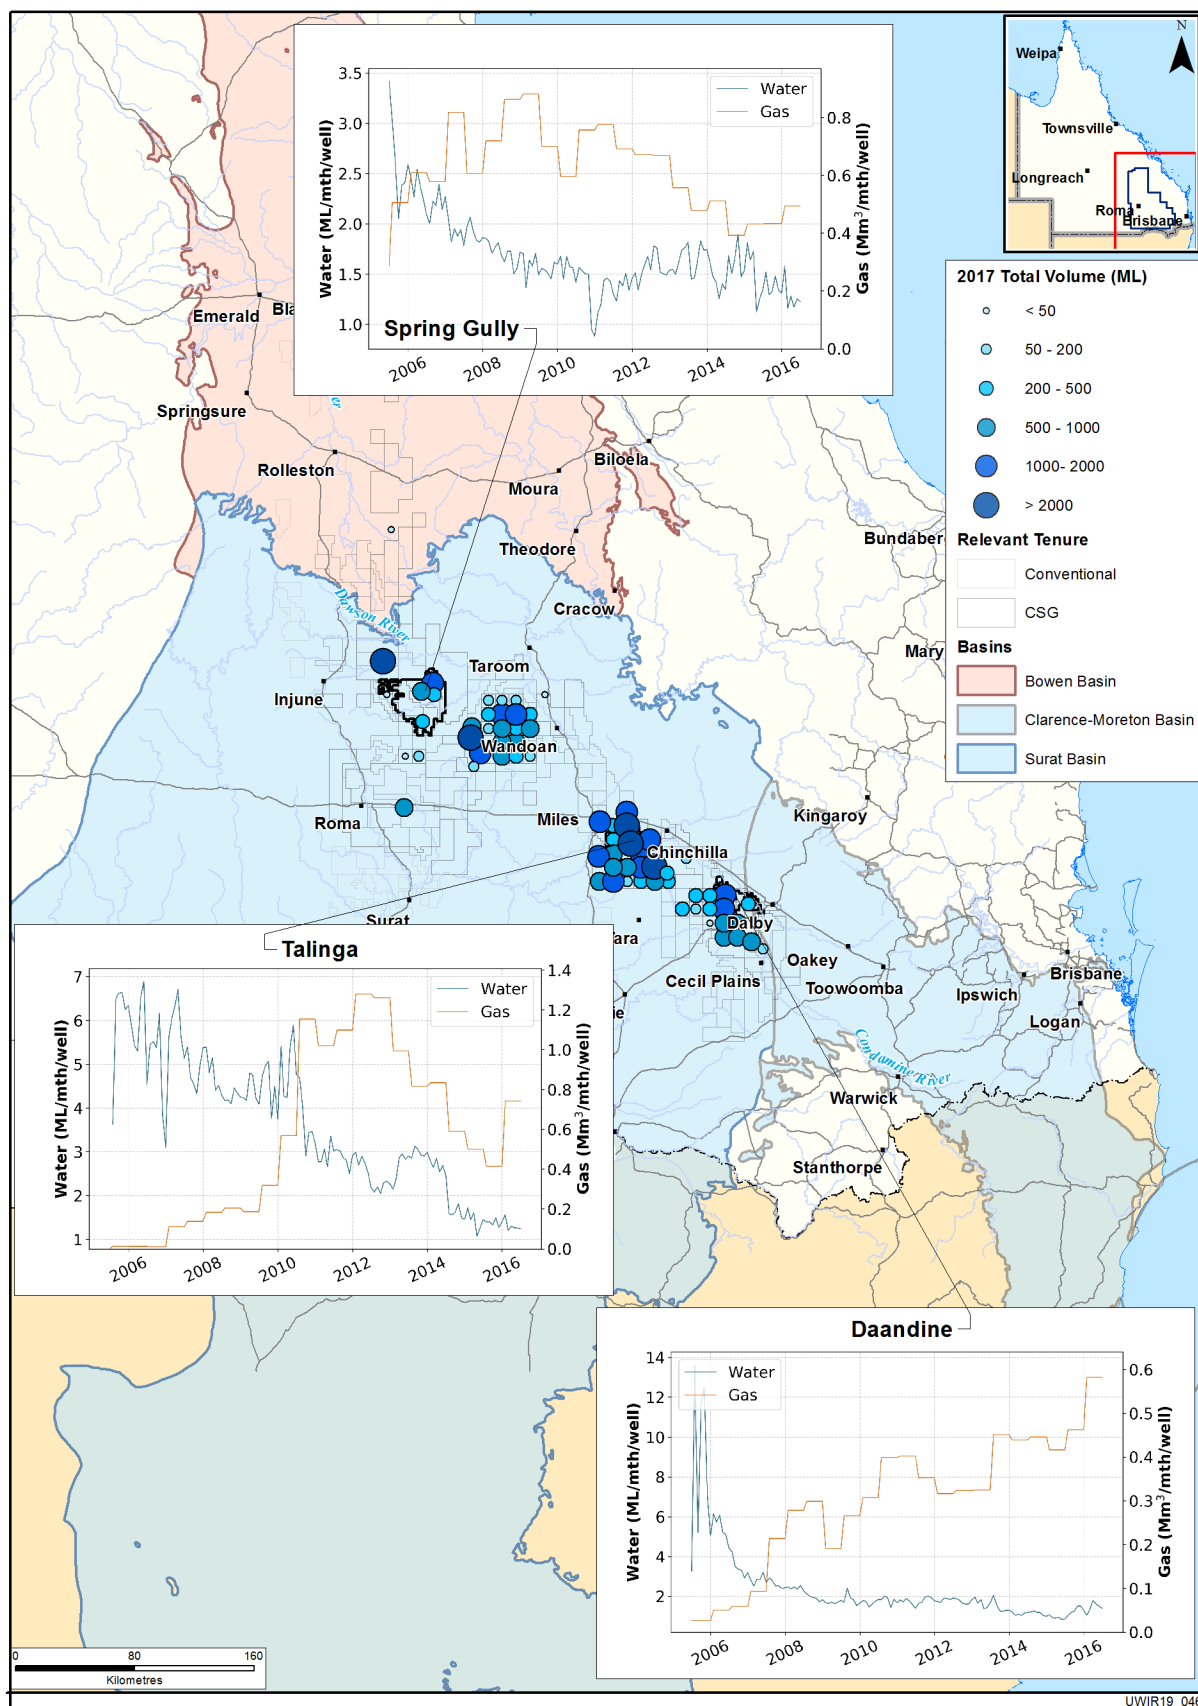 3.5
3.0
2.5
2.0
1.5
1.0
Water (ML/mth/well)
Water
Gas
0.8
0.6
0.4
0.2
0.0
Gas (Mm³/mth/well)
Spring Gully
2006
2008
2010
2012
2014
2016
N
Weipa
Townsville
Longreach
Roma
Brisbane
2017 Total Volume (ML)
< 50
50 - 200
200 - 500
500 - 1000
1000- 2000
> 2000
Relevant Tenure
Conventional
CSG
Basins
Bowen Basin
Clarence-Moreton Basin
Surat Basin
Emerald
Bla
Springsure
er
Rolleston
Biloela
Moura
Theodore
Bundaber
Cracow
Dawson River
Mary
Taroom
Injune
Wandoan
Roma
Miles
Kingaroy
Chinchilla
Surat
ara
Dalby
Oakey
Cecil Plains
Toowoomba
Ipswich
Brisbane
Logan
ie
Condamine River
Warwick
Stanthorpe
Talinga
7
6
5
4
3
2
1
Water (ML/mth/well)
Water
Gas
1.4
1.2
1.0
0.8
0.6
0.4
0.2
0.0
Gas (Mm³/mth/well)
2006
2008
2010
2012
2014
2016
Daandine
14
12
10
8
6
4
2
Water (ML/mth/well)
Water
Gas
0.6
0.5
0.4
0.3
0.2
0.1
0.0
Gas (Mm³/mth/well)
2006
2008
2010
2012
2014
2016
0
80
160
Kilometres
UWIR19_046